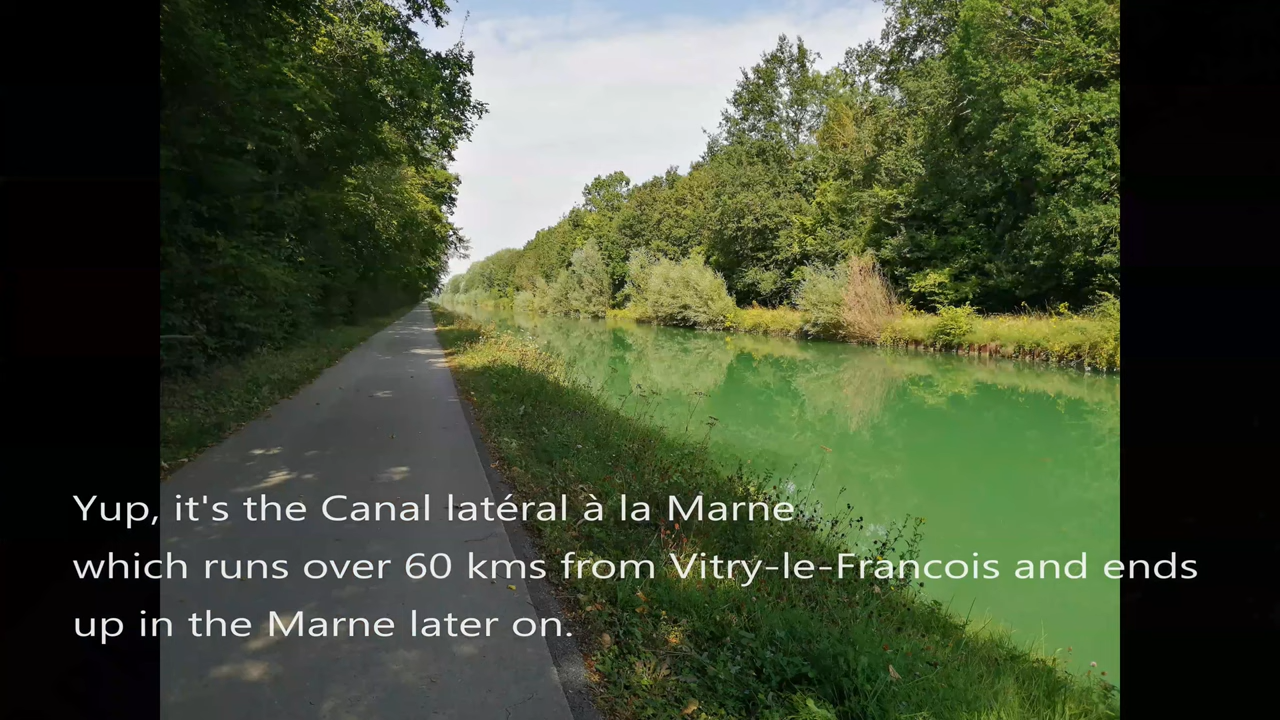 Yup, it's the Canal latéral à la Marne
which runs over 60 kms from Vitry-le-Francois and ends
up in the Marne later on.